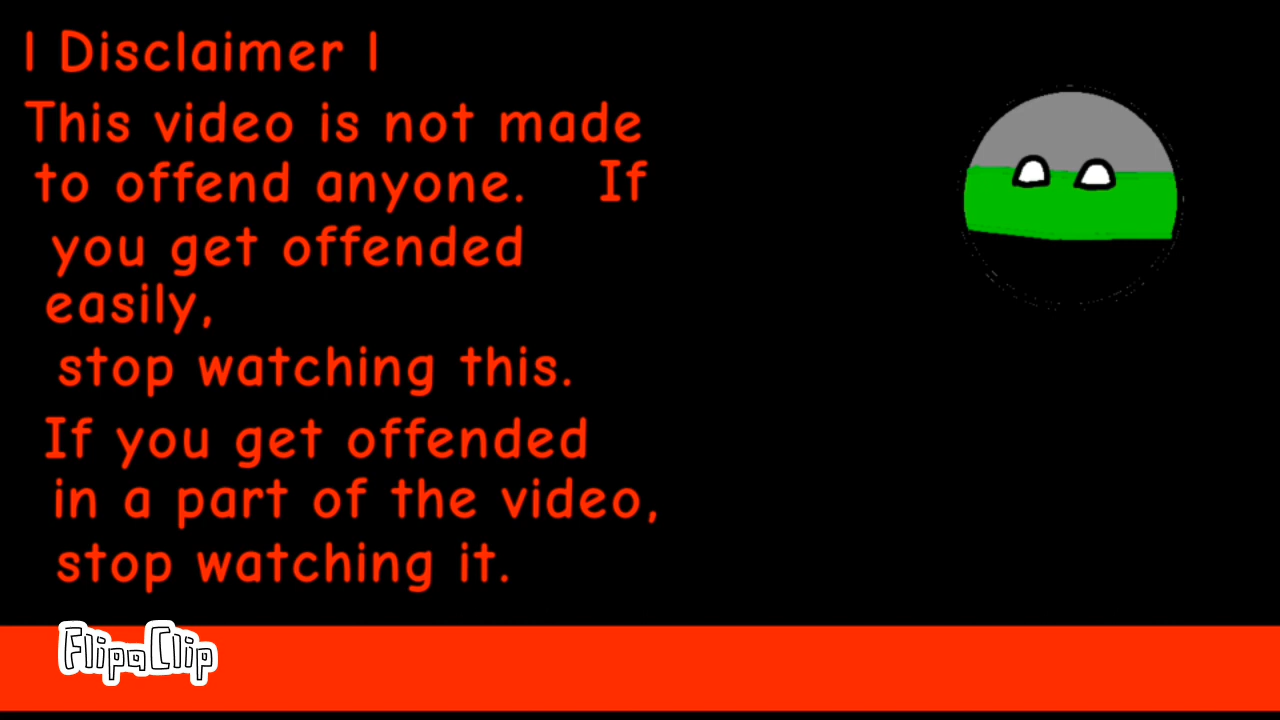 | Disclaimer |
This video is not made
to offend anyone. If
you get offended
easily,
stop watching this.
If you get offended
in a part of the video,
stop watching it.
FlipaClip